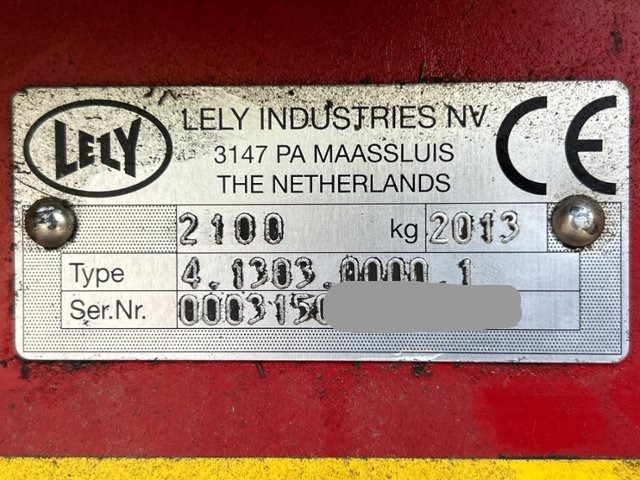 LELY
LELY INDUSTRIES NV
3147 PA MAASSLUIS
THE NETHERLANDS
CE
2100 kg 2013
Type 4.1303.0000.1
Ser.Nr. 0003150